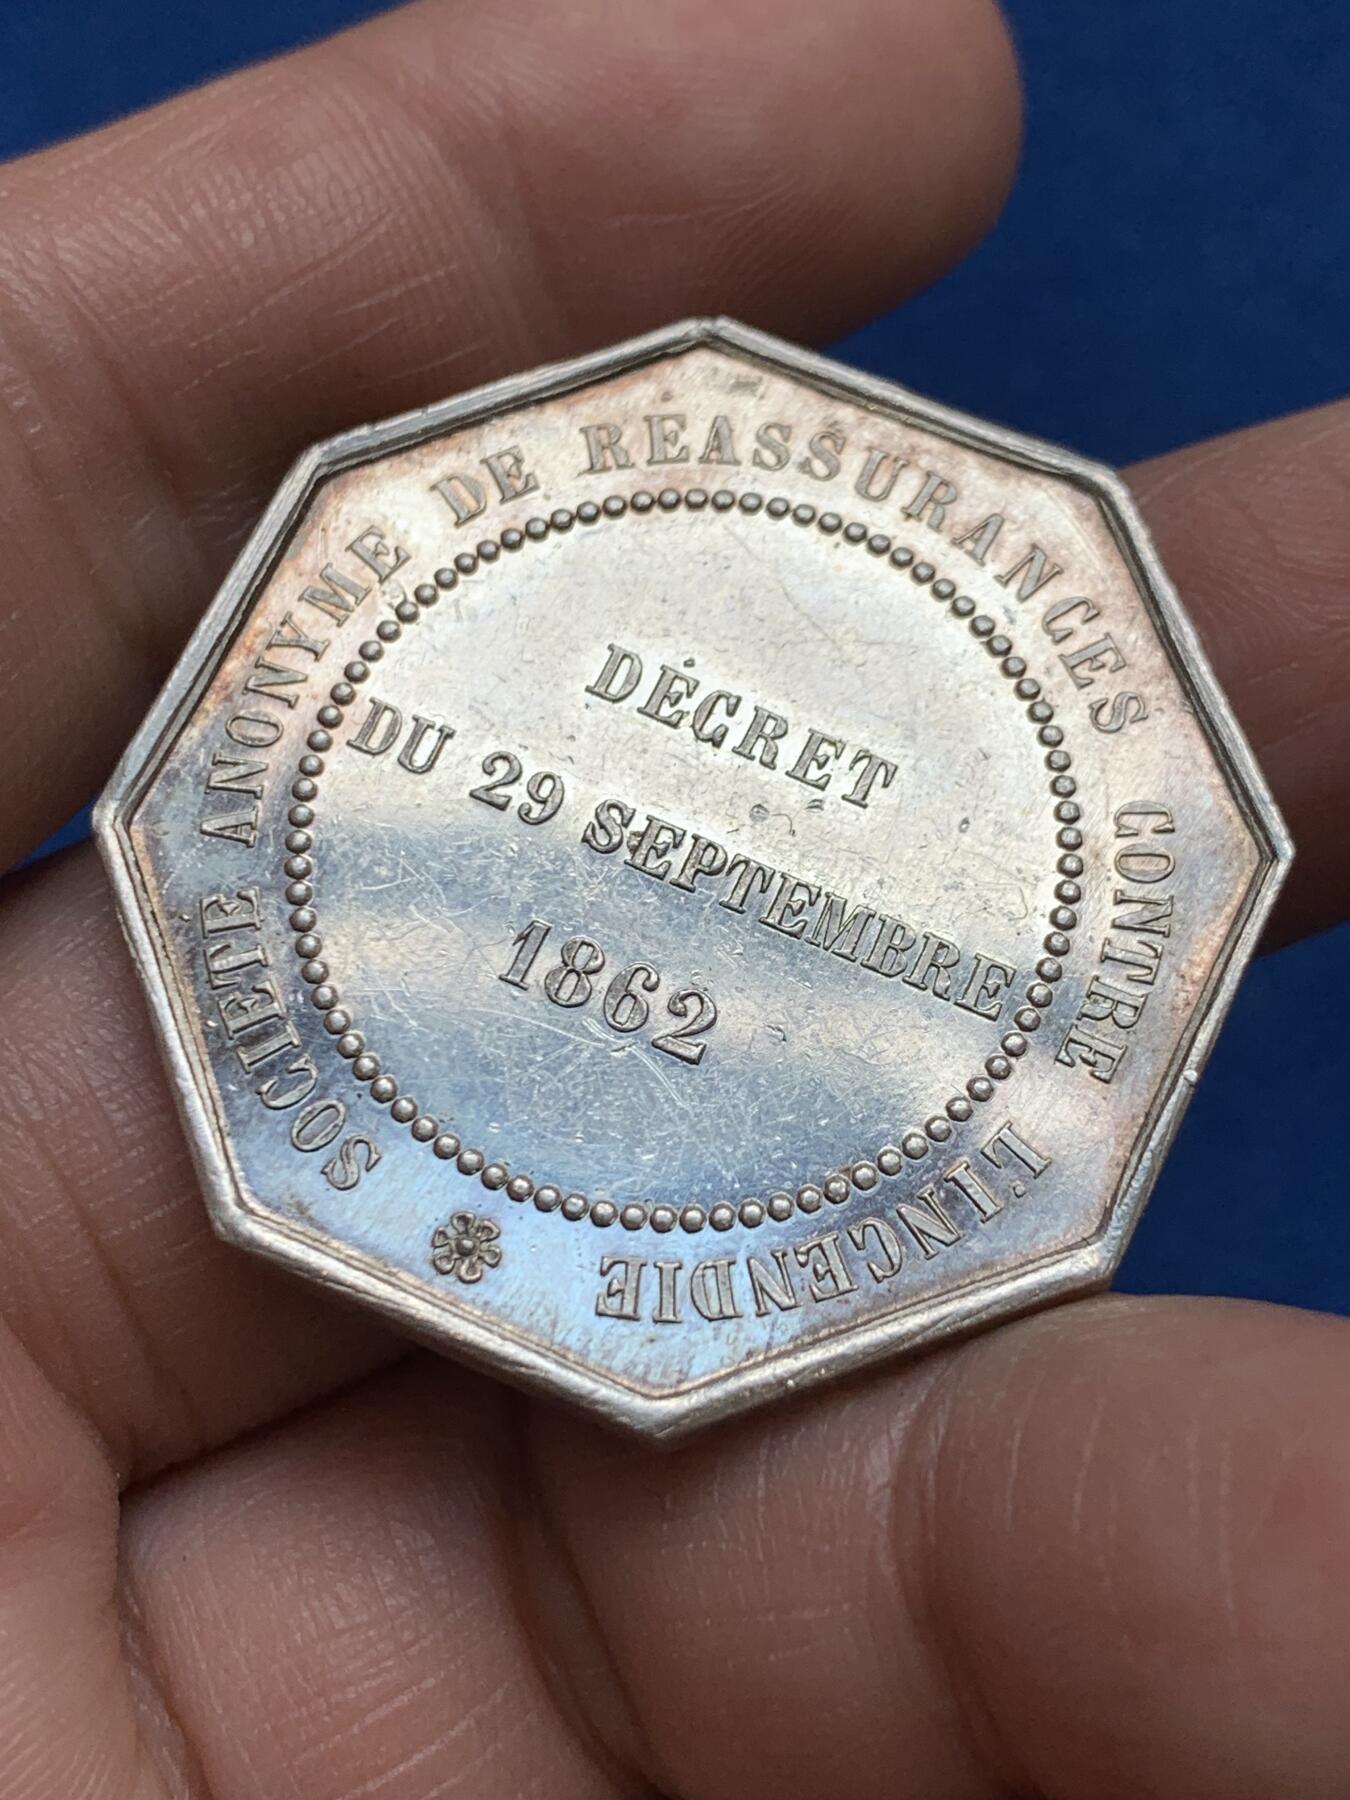 SOCIETE ANONYME DE REASSURANCES CONTRE L'INCENDIE
DÉCRET
DU 29 SEPTEMBRE
1862